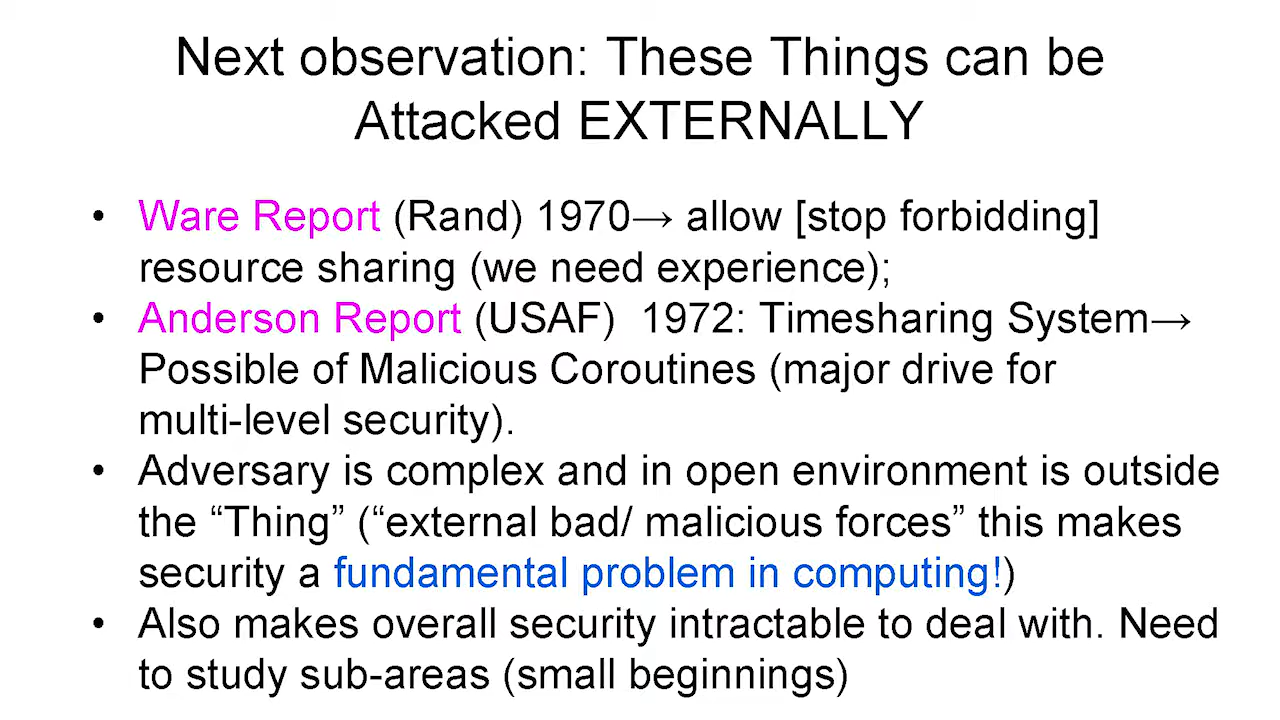 Next observation: These Things can be
Attacked EXTERNALLY
• Ware Report (Rand) 1970→ allow [stop forbidding]
resource sharing (we need experience);
• Anderson Report (USAF)  1972: Timesharing System→
Possible of Malicious Coroutines (major drive for
multi-level security).
• Adversary is complex and in open environment is outside
the “Thing” (“external bad/ malicious forces” this makes
security a fundamental problem in computing!)
• Also makes overall security intractable to deal with. Need
to study sub-areas (small beginnings)